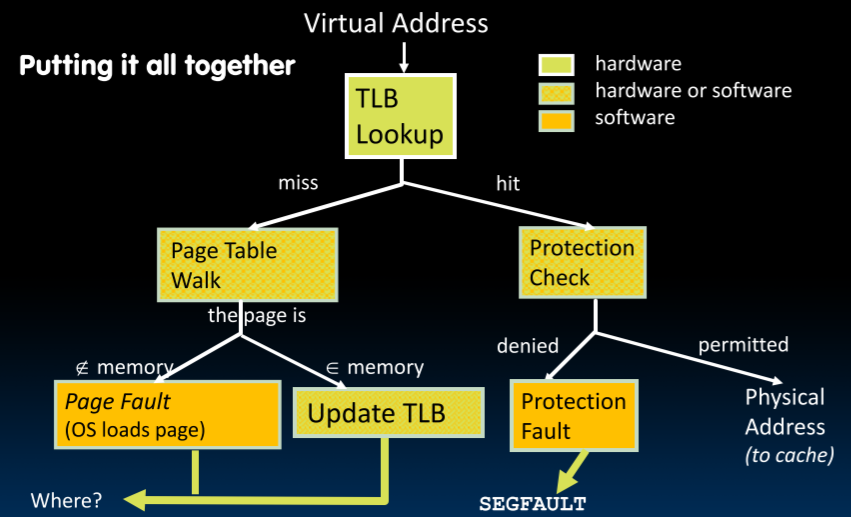 Virtual Address
Putting it all together
hardware
hardware or software
software
TLB
Lookup
miss
hit
Page Table
Walk
Protection
Check
the page is
∉ memory
∈ memory
denied
permitted
Page Fault
(OS loads page)
Update TLB
Protection
Fault
Physical
Address
(to cache)
Where?
SEGFAULT